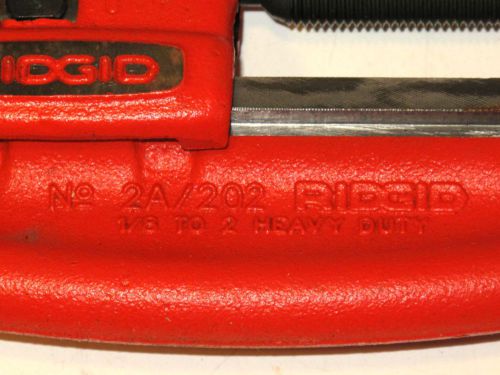 RIDGID
Nº 2A/202 RIDGID
1/8 TO 2 HEAVY DUTY